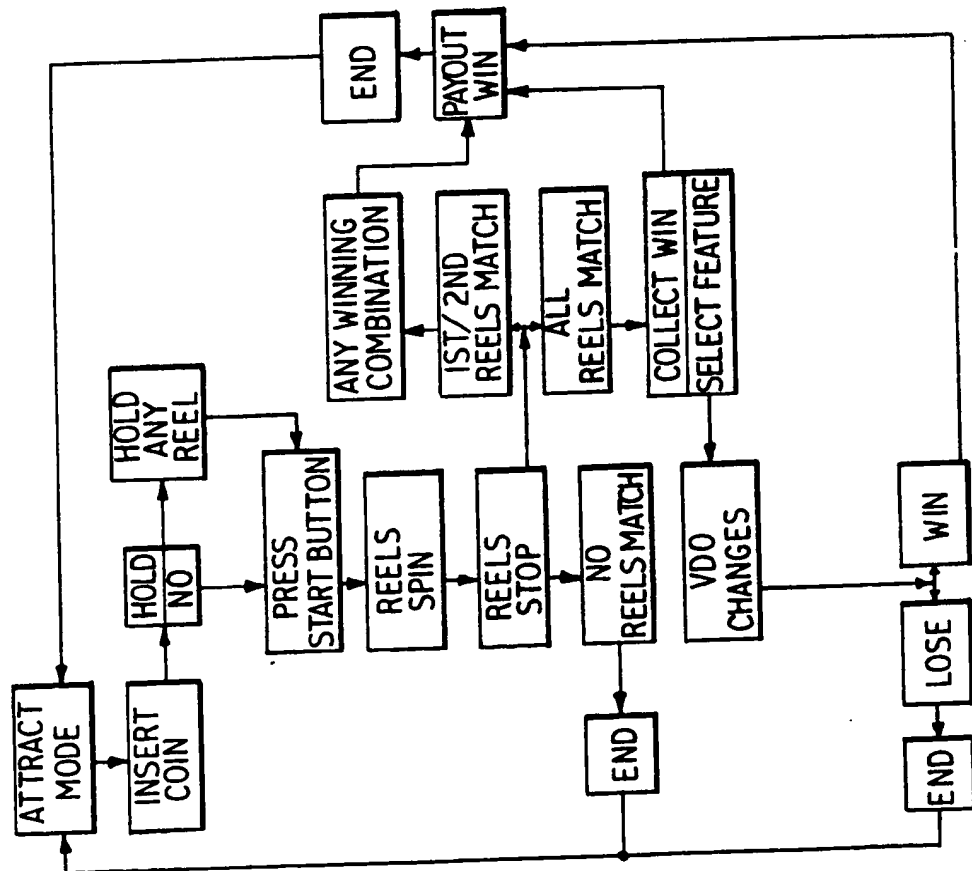 ATTRACT
MODE
INSERT
COIN
HOLD
NO
HOLD
ANY
REEL
PRESS
START BUTTON
REELS
SPIN
REELS
STOP
NO
REELS MATCH
END
ANY WINNING
COMBINATION
1ST/2ND
REELS MATCH
ALL
REELS MATCH
COLLECT WIN
SELECT FEATURE
PAYOUT
WIN
END
VDO
CHANGES
WIN
LOSE
END